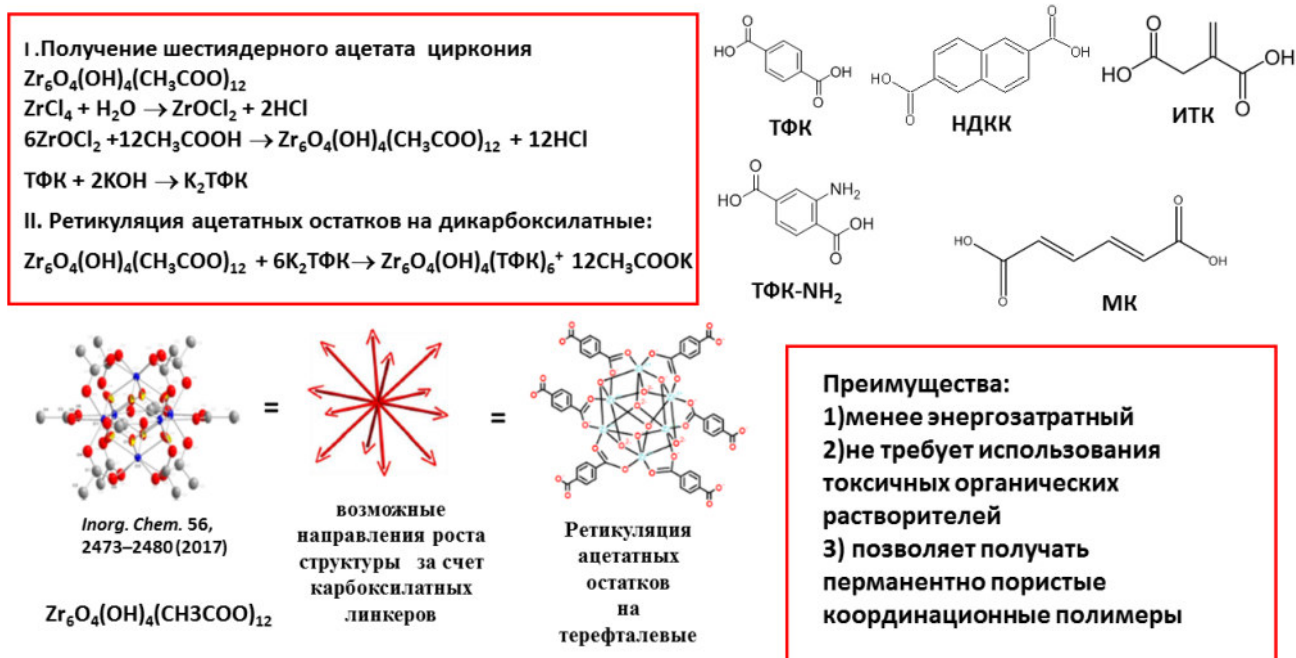 I .Получение шестиядерного ацетата циркония
Zr₆O₄(OH)₄(CH₃COO)₁₂
ZrCl₄ + H₂O → ZrOCl₂ + 2HCl
6ZrOCl₂ +12CH₃COOH → Zr₆O₄(OH)₄(CH₃COO)₁₂ + 12HCl
ТФК + 2KOH → K₂ТФК
II. Ретикуляция ацетатных остатков на дикарбоксилатные:
Zr₆O₄(OH)₄(CH₃COO)₁₂ + 6K₂ТФК→ Zr₆O₄(OH)₄(ТФК)₆⁺ 12CH₃COOK
ТФК
НДКК
ИТК
ТФК-NH₂
МК
=
=
Inorg. Chem. 56,
2473–2480 (2017)
Zr₆O₄(OH)₄(CH3COO)₁₂
возможные
направления роста
структуры за счет
карбоксилатных
линкеров
Ретикуляция
ацетатных
остатков
на
терефталевые
Преимущества:
1)менее энергозатратный
2)не требует использования
токсичных органических
растворителей
3) позволяет получать
перманентно пористые
координационные полимеры